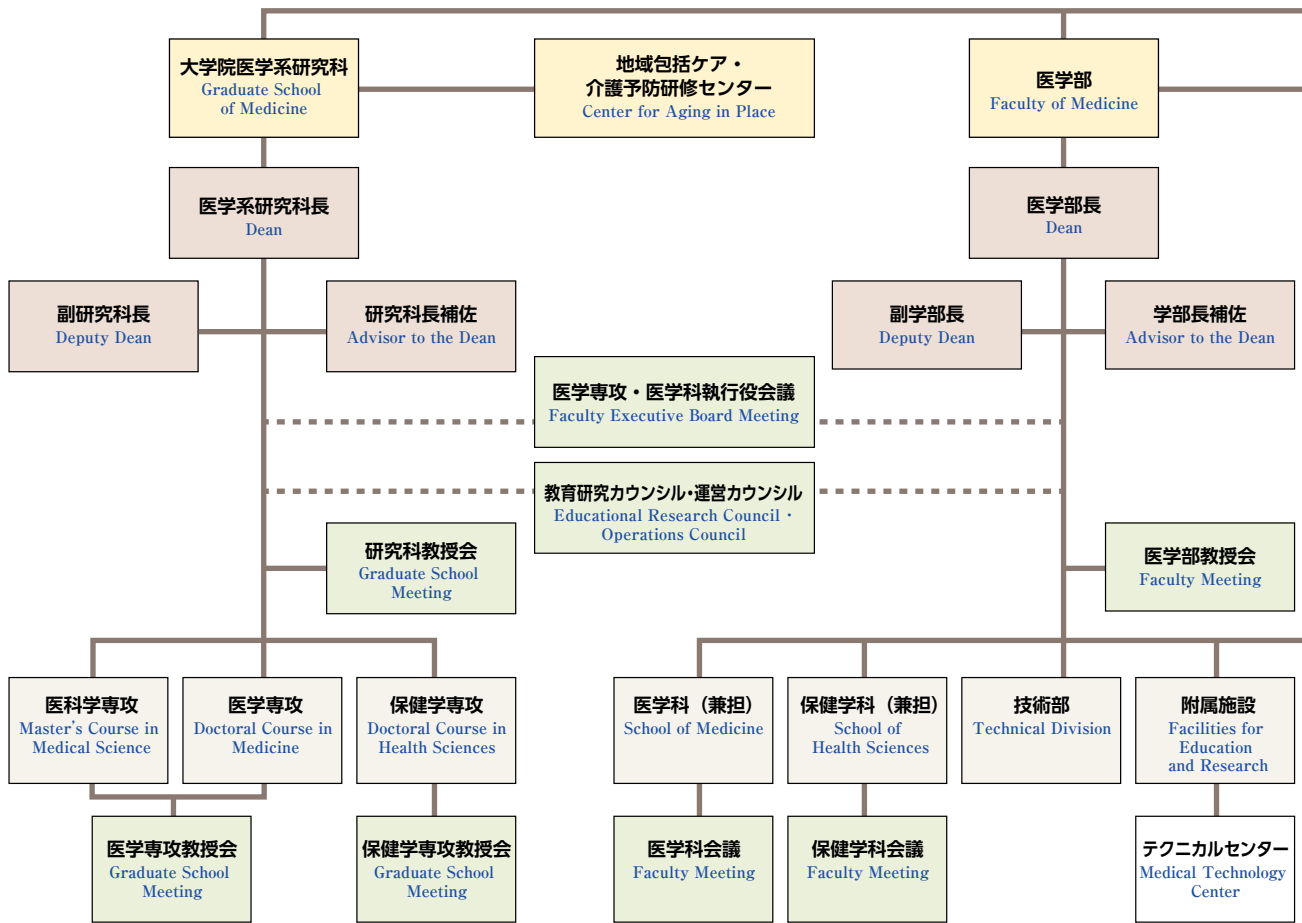 大学院医学系研究科
Graduate School
of Medicine
地域包括ケア・
介護予防研修センター
Center for Aging in Place
医学部
Faculty of Medicine
医学系研究科長
Dean
医学部長
Dean
副研究科長
Deputy Dean
研究科長補佐
Advisor to the Dean
副学部長
Deputy Dean
学部長補佐
Advisor to the Dean
医学専攻・医学科執行役会議
Faculty Executive Board Meeting
教育研究カウンシル・運営カウンシル
Educational Research Council・
Operations Council
研究科教授会
Graduate School
Meeting
医学部教授会
Faculty Meeting
医科学専攻
Master's Course in
Medical Science
医学専攻
Doctoral Course in
Medicine
保健学専攻
Doctoral Course in
Health Sciences
医学科（兼担）
School of Medicine
保健学科（兼担）
School of
Health Sciences
技術部
Technical Division
附属施設
Facilities for
Education
and Research
医学専攻教授会
Graduate School
Meeting
保健学専攻教授会
Graduate School
Meeting
医学科会議
Faculty Meeting
保健学科会議
Faculty Meeting
テクニカルセンター
Medical Technology
Center